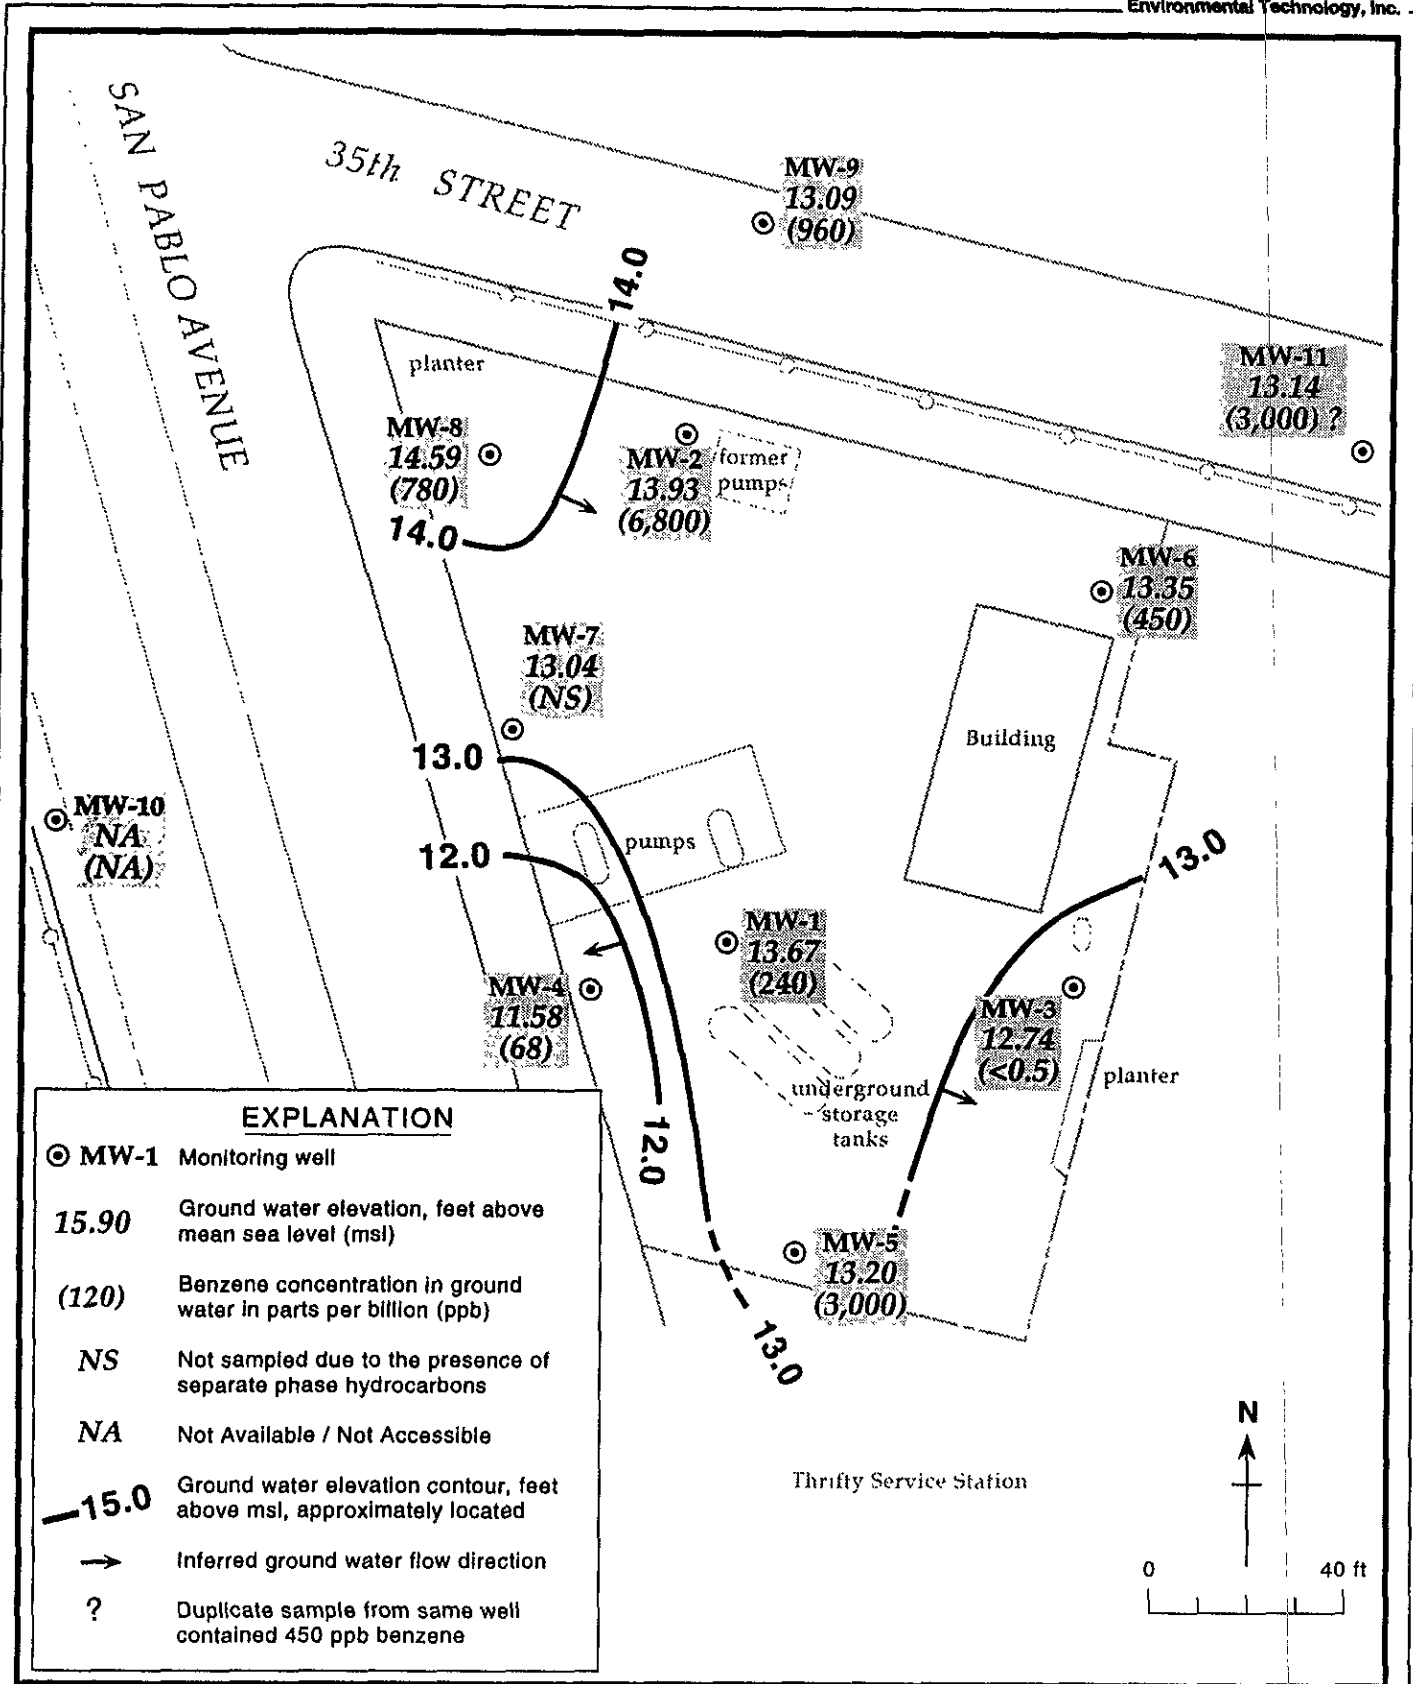 Environmental Technology, Inc.
SAN PABLO AVENUE
35th STREET
MW-9
13.09
(960)
14.0
planter
MW-11
13.14
(3,000) ?
MW-8
14.59
(780)
MW-2
13.93
(6,800)
former
pumps
14.0
MW-6
13.35
(450)
MW-7
13.04
(NS)
Building
13.0
MW-10
NA
(NA)
pumps
12.0
13.0
MW-1
13.67
(240)
MW-4
11.58
(68)
MW-3
12.74
(<0.5)
planter
underground
storage
tanks
12.0
MW-5
13.20
(3,000)
13.0
EXPLANATION
MW-1 Monitoring well
15.90 Ground water elevation, feet above
mean sea level (msl)
(120) Benzene concentration in ground
water in parts per billion (ppb)
NS Not sampled due to the presence of
separate phase hydrocarbons
NA Not Available / Not Accessible
15.0 Ground water elevation contour, feet
above msl, approximately located
→ Inferred ground water flow direction
? Duplicate sample from same well
contained 450 ppb benzene
Thrifty Service Station
N
0 40 ft